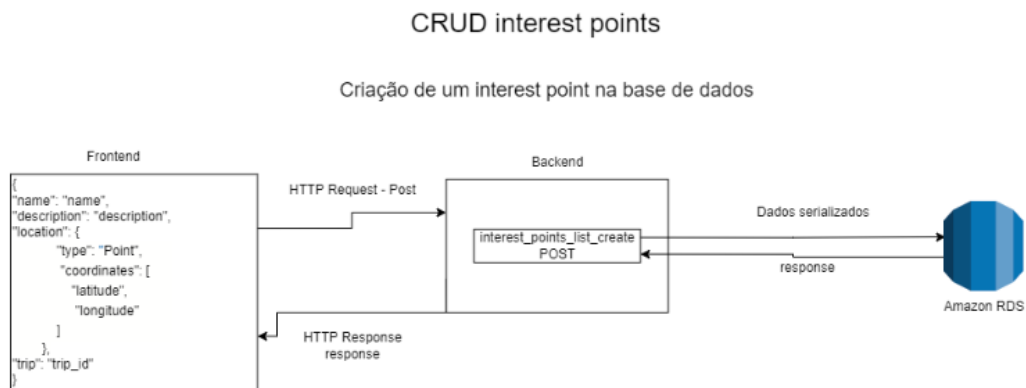 CRUD interest points
Criação de um interest point na base de dados
Frontend
{
"name": "name",
"description": "description",
"location": {
"type": "Point",
"coordinates": [
"latitude",
"longitude"
]
},
"trip": "trip_id"
}
HTTP Request - Post
HTTP Response
response
Backend
interest_points_list_create
POST
Dados serializados
response
Amazon RDS